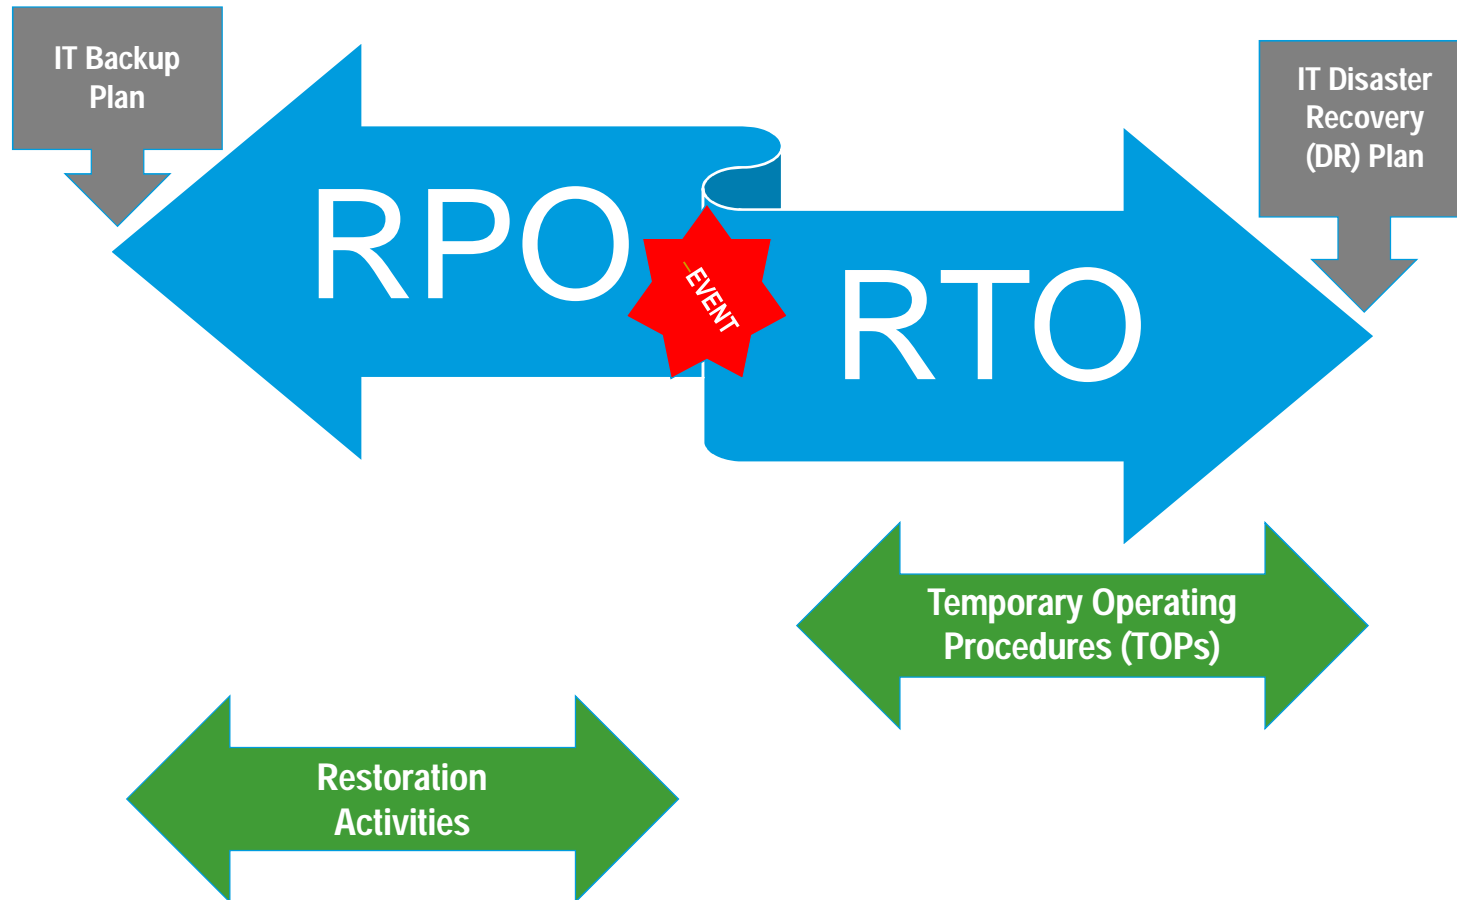 IT Backup
Plan
IT Disaster
Recovery
(DR) Plan
RPO
–EVENT
RTO
Temporary Operating
Procedures (TOPs)
Restoration
Activities